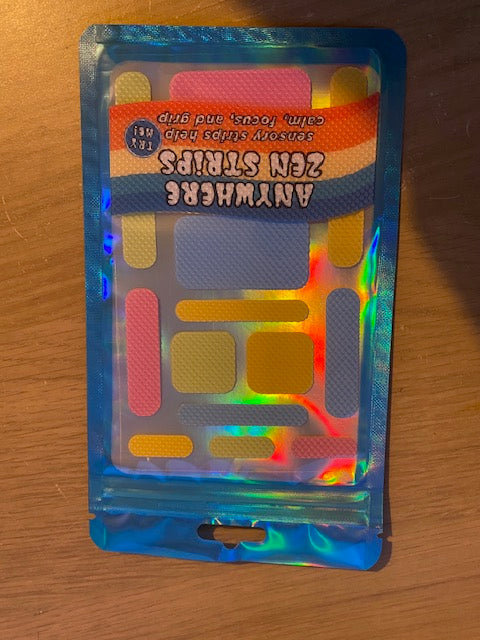 ANYWHERE
ZEN STRIPS
sensory strips help
calm, focus, and grip
TRY
ME!